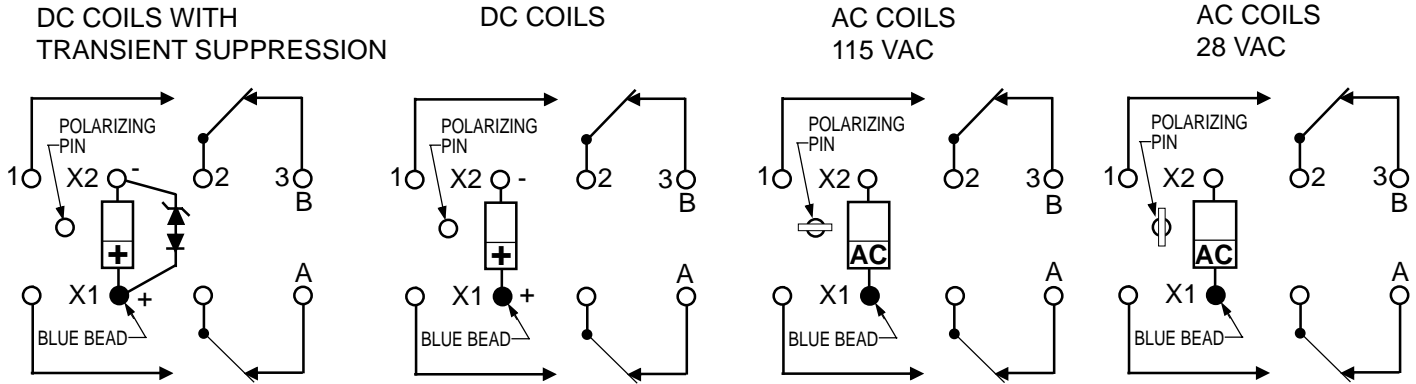 DC COILS WITH
TRANSIENT SUPPRESSION
POLARIZING
PIN
1
X2
-
2
3
B
+
A
X1
+
BLUE BEAD
DC COILS
POLARIZING
PIN
1
X2
-
2
3
B
+
A
X1
+
BLUE BEAD
AC COILS
115 VAC
POLARIZING
PIN
1
X2
2
3
B
AC
A
X1
BLUE BEAD
AC COILS
28 VAC
POLARIZING
PIN
1
X2
2
3
B
AC
A
X1
BLUE BEAD